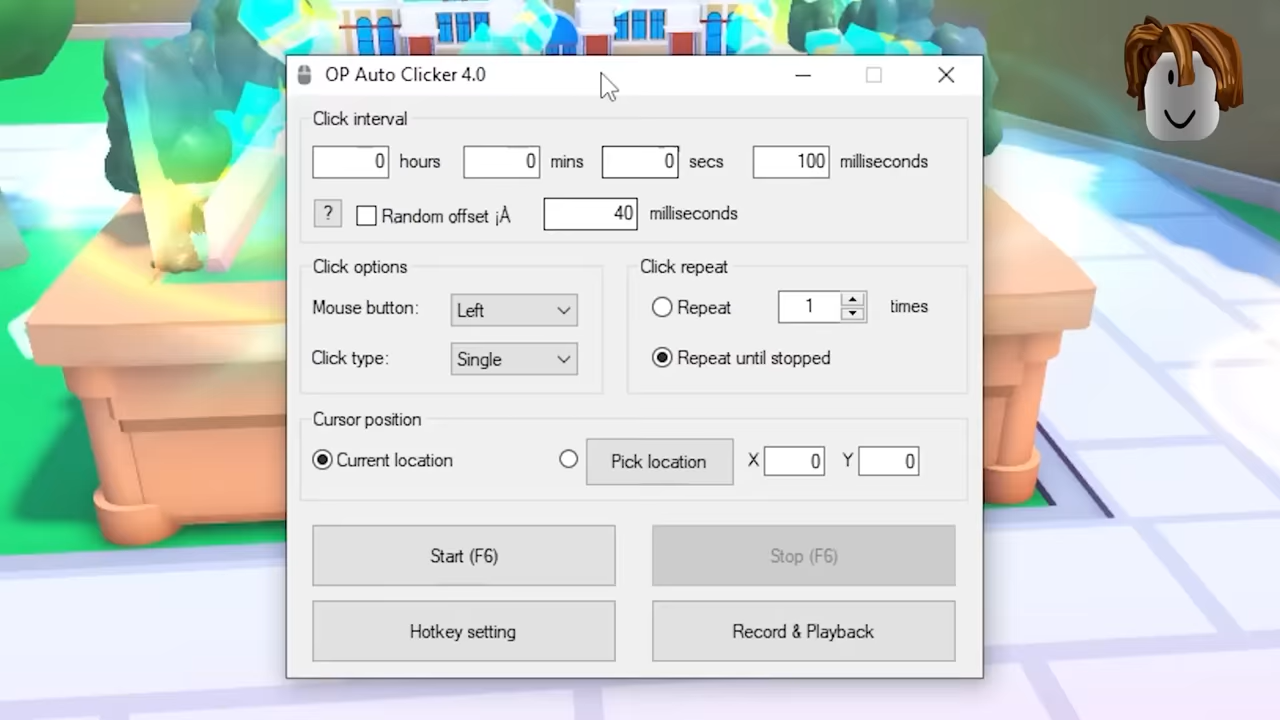 OP Auto Clicker 4.0
Click interval
0 hours 0 mins 0 secs 100 milliseconds
? Random offset ¡À 40 milliseconds
Click options
Mouse button: Left
Click type: Single
Click repeat
Repeat 1 times
Repeat until stopped
Cursor position
Current location Pick location X 0 Y 0
Start (F6) Stop (F6)
Hotkey setting Record & Playback